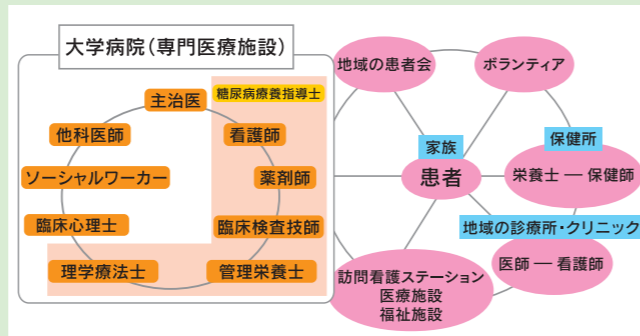 大学病院（専門医療施設）
主治医
糖尿病療養指導士
他科医師
看護師
ソーシャルワーカー
薬剤師
臨床心理士
臨床検査技師
理学療法士
管理栄養士
地域の患者会
ボランティア
家族
患者
保健所
栄養士 ― 保健師
地域の診療所・クリニック
医師 ― 看護師
訪問看護ステーション
医療施設
福祉施設